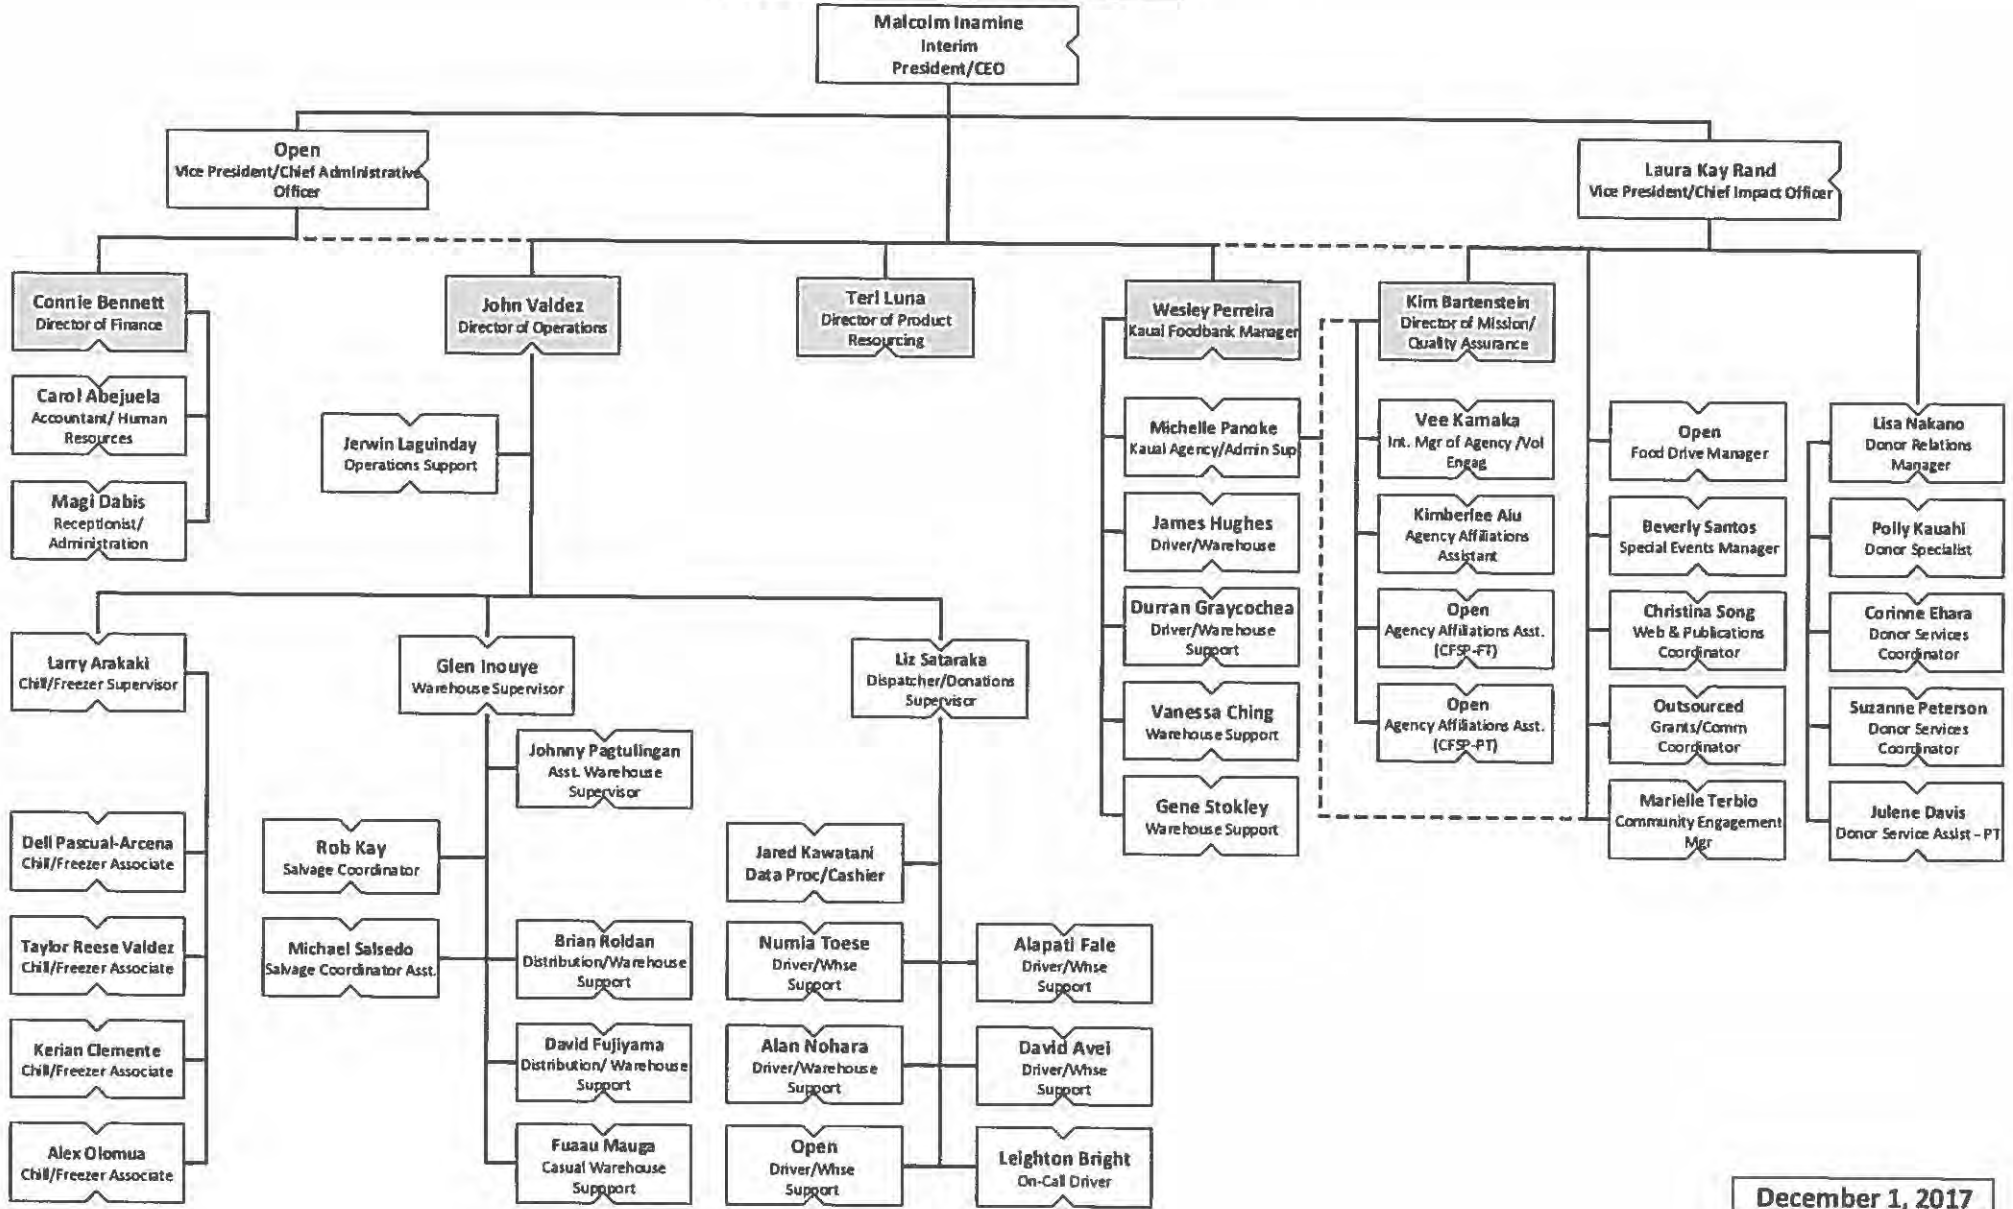 Malcolm Inamine
Interim
President/CEO
Open
Vice President/Chief Administrative
Officer
Laura Kay Rand
Vice President/Chief Impact Officer
Connie Bennett
Director of Finance
John Valdez
Director of Operations
Teri Luna
Director of Product
Resourcing
Wesley Perreira
Kauai Foodbank Manager
Kim Bartenstein
Director of Mission/
Quality Assurance
Carol Abejuela
Accountant/ Human
Resources
Magi Dabis
Receptionist/
Administration
Jerwin Laguinday
Operations Support
Michelle Panoke
Kauai Agency/Admin Sup
James Hughes
Driver/Warehouse
Durran Graycochea
Driver/Warehouse
Support
Vanessa Ching
Warehouse Support
Gene Stokley
Warehouse Support
Vee Kamaka
Int. Mgr of Agency /Vol
Engag
Kimberlee Aiu
Agency Affiliations
Assistant
Open
Agency Affiliations Asst.
(CFSP-FT)
Open
Agency Affiliations Asst.
(CFSP-PT)
Open
Food Drive Manager
Beverly Santos
Special Events Manager
Christina Song
Web & Publications
Coordinator
Outsourced
Grants/Comm
Coordinator
Marielle Terbio
Community Engagement
Mgr
Lisa Nakano
Donor Relations
Manager
Polly Kauahi
Donor Specialist
Corinne Ehara
Donor Services
Coordinator
Suzanne Peterson
Donor Services
Coordinator
Julene Davis
Donor Service Assist - PT
Larry Arakaki
Chill/Freezer Supervisor
Dell Pascual-Arcena
Chill/Freezer Associate
Taylor Reese Valdez
Chill/Freezer Associate
Kerian Clemente
Chill/Freezer Associate
Alex Olomua
Chill/Freezer Associate
Glen Inouye
Warehouse Supervisor
Johnny Pagtulingan
Asst. Warehouse
Supervisor
Rob Kay
Salvage Coordinator
Michael Salsedo
Salvage Coordinator Asst.
Brian Roldan
Distribution/Warehouse
Support
David Fujiyama
Distribution/ Warehouse
Support
Fuaau Mauga
Casual Warehouse
Suppport
Liz Sataraka
Dispatcher/Donations
Supervisor
Jared Kawatani
Data Proc/Cashier
Numia Toese
Driver/Whse
Support
Alapati Fale
Driver/Whse
Support
Alan Nohara
Driver/Warehouse
Support
David Avei
Driver/Whse
Support
Open
Driver/Whse
Support
Leighton Bright
On-Call Driver
December 1, 2017